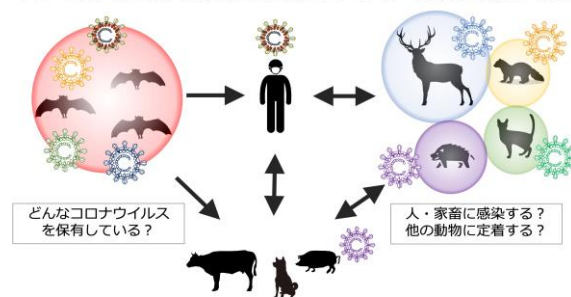 どんなコロナウイルス
を保有している？
人・家畜に感染する？
他の動物に定着する？